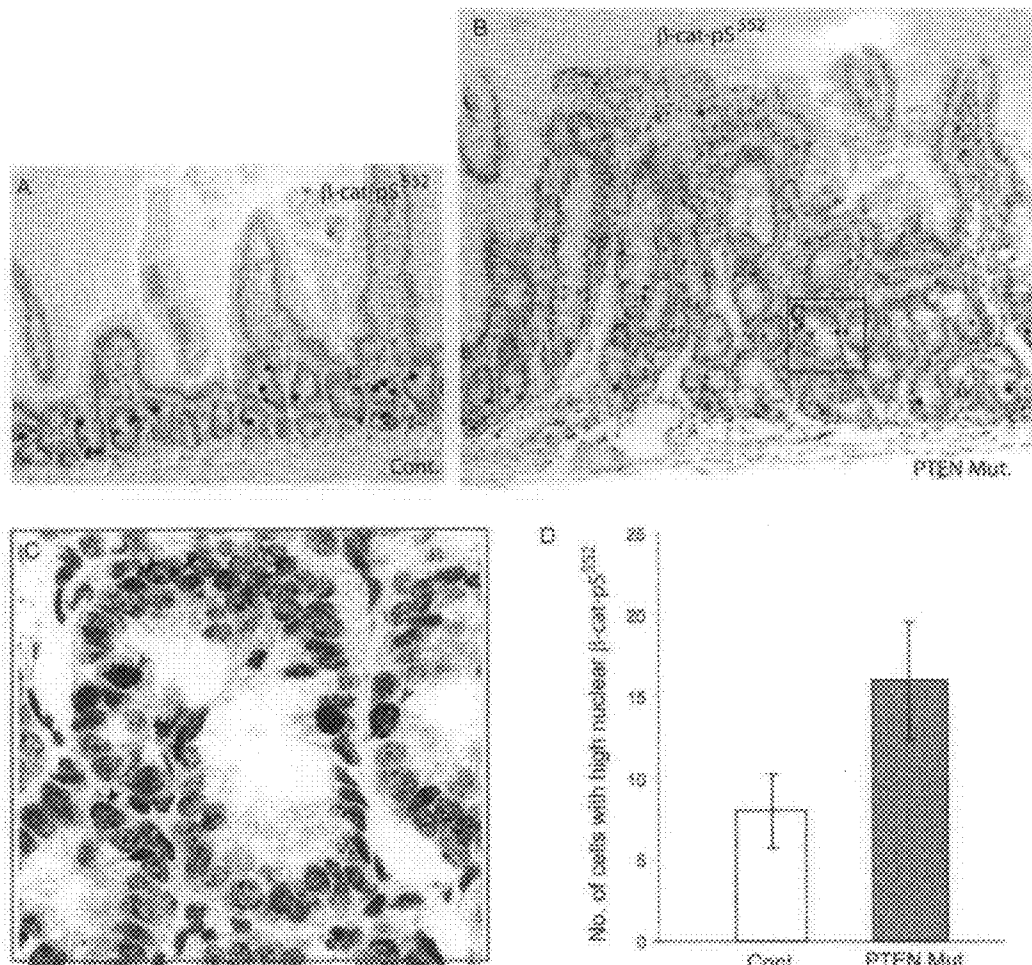 A
β-cat-pS552
Cont.
B
β-cat-pS552
C
PTEN Mut.
C
D
No. of cells with high nuclear β-cat-pS552
25
20
15
10
5
0
Cont.
PTEN Mut.